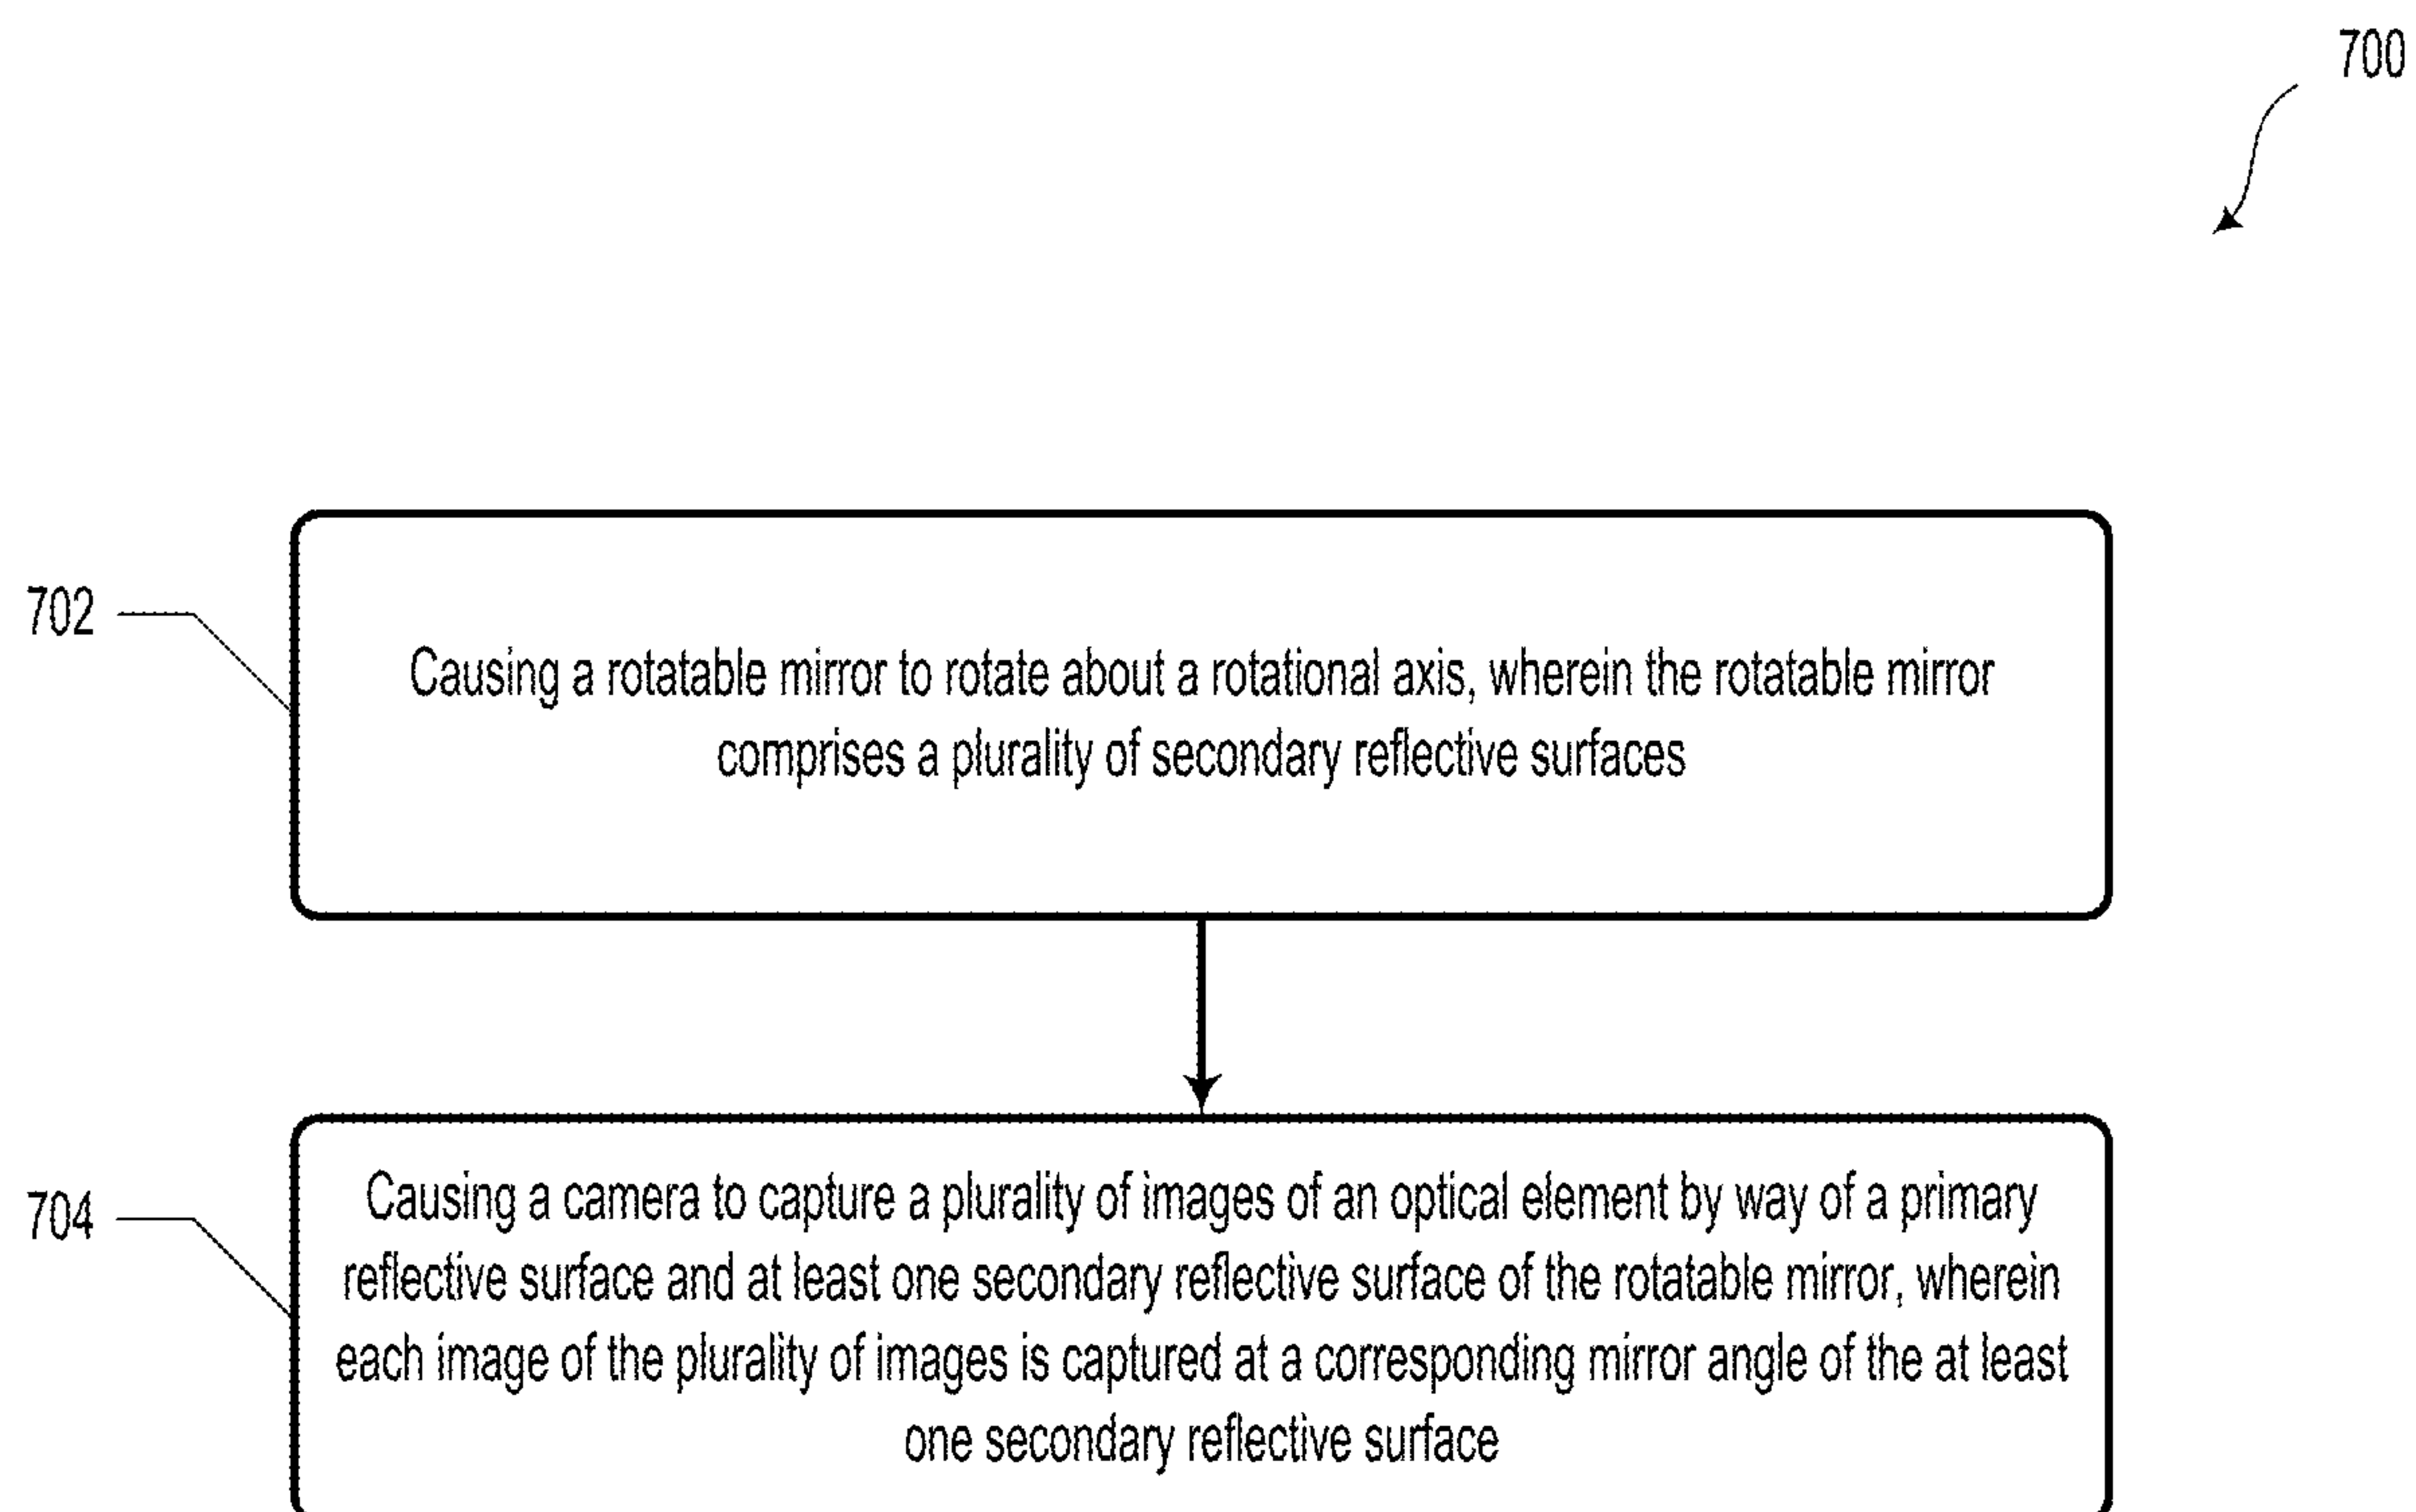 700
702
Causing a rotatable mirror to rotate about a rotational axis, wherein the rotatable mirror
comprises a plurality of secondary reflective surfaces
704
Causing a camera to capture a plurality of images of an optical element by way of a primary
reflective surface and at least one secondary reflective surface of the rotatable mirror, wherein
each image of the plurality of images is captured at a corresponding mirror angle of the at least
one secondary reflective surface